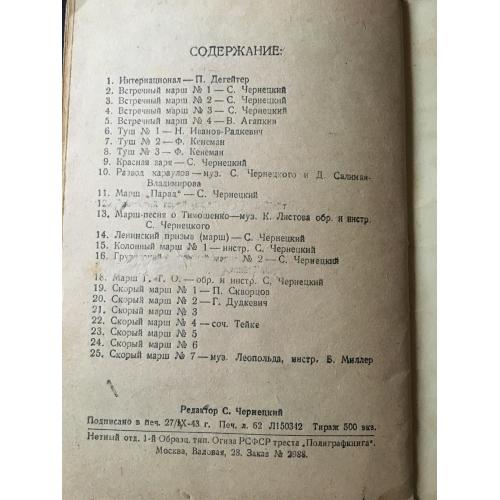 СОДЕРЖАНИЕ:
1. Интернационал — П. Дегейтер
2. Встречный марш № 1 — С. Чернецкий
3. Встречный марш № 2 — С. Чернецкий
4. Встречный марш № 3 — С. Чернецкий
5. Встречный марш № 4 — В. Агапкин
6. Туш № 1 — Н. Иванов-Радкевич
7. Туш № 2 — Ф. Кенеман
8. Туш № 3 — Ф. Кенеман
9. Красная заря — С. Чернецкий
10. Развод караулов — муз. С. Чернецкого и Д. Салиман-
Владимирова
11. Марш „Парад" — С. Чернецкий
12.
13. Марш-песня о Тимошенко — муз. К. Листова обр. и инстр.
С. Чернецкого
14. Ленинский призыв (марш) — С. Чернецкий
15. Колонный марш № 1 — инстр. С. Чернецкий
16. марш № 2 — С. Чернецкий
18. Марш Г. Т. О. — обр. и инстр. С. Чернецкий
19. Скорый марш № 1 — П. Скворцов
20. Скорый марш № 2 — Г. Дудкевич
21. Скорый марш № 3
22. Скорый марш № 4 — соч. Тейке
23. Скорый марш № 5
24. Скорый марш № 6
25. Скорый марш № 7 — муз. Леопольда, инстр. Б. Миллер
Редактор С. Чернецкий
Подписано в печ. 27/IX-43 г. Печ. л. 62 Л150342 Тираж 500 экз.
Нотный отд. 1-й Образц. тип. Огиза РСФСР треста „Полиграфкнига".
Москва, Валовая, 28. Заказ № 2988.